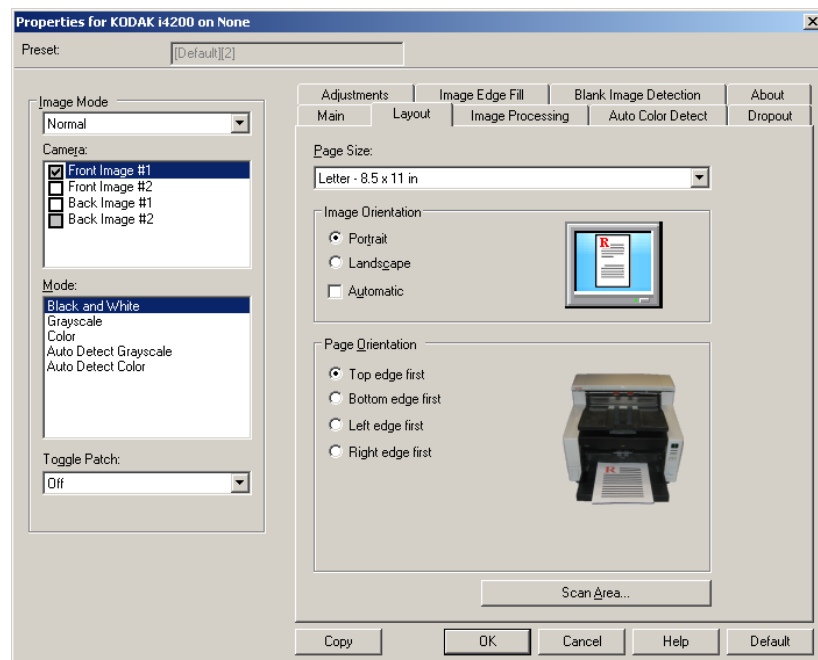 Properties for KODAK i4200 on None
Preset:
[Default][2]
Image Mode
Normal
Camera:
Front Image #1
Front Image #2
Back Image #1
Back Image #2
Mode:
Black and White
Grayscale
Color
Auto Detect Grayscale
Auto Detect Color
Toggle Patch:
Off
Adjustments Image Edge Fill Blank Image Detection About
Main Layout Image Processing Auto Color Detect Dropout
Page Size:
Letter - 8.5 x 11 in
Image Orientation
Portrait
Landscape
Automatic
R
Page Orientation
Top edge first
Bottom edge first
Left edge first
Right edge first
R
Scan Area...
Copy OK Cancel Help Default